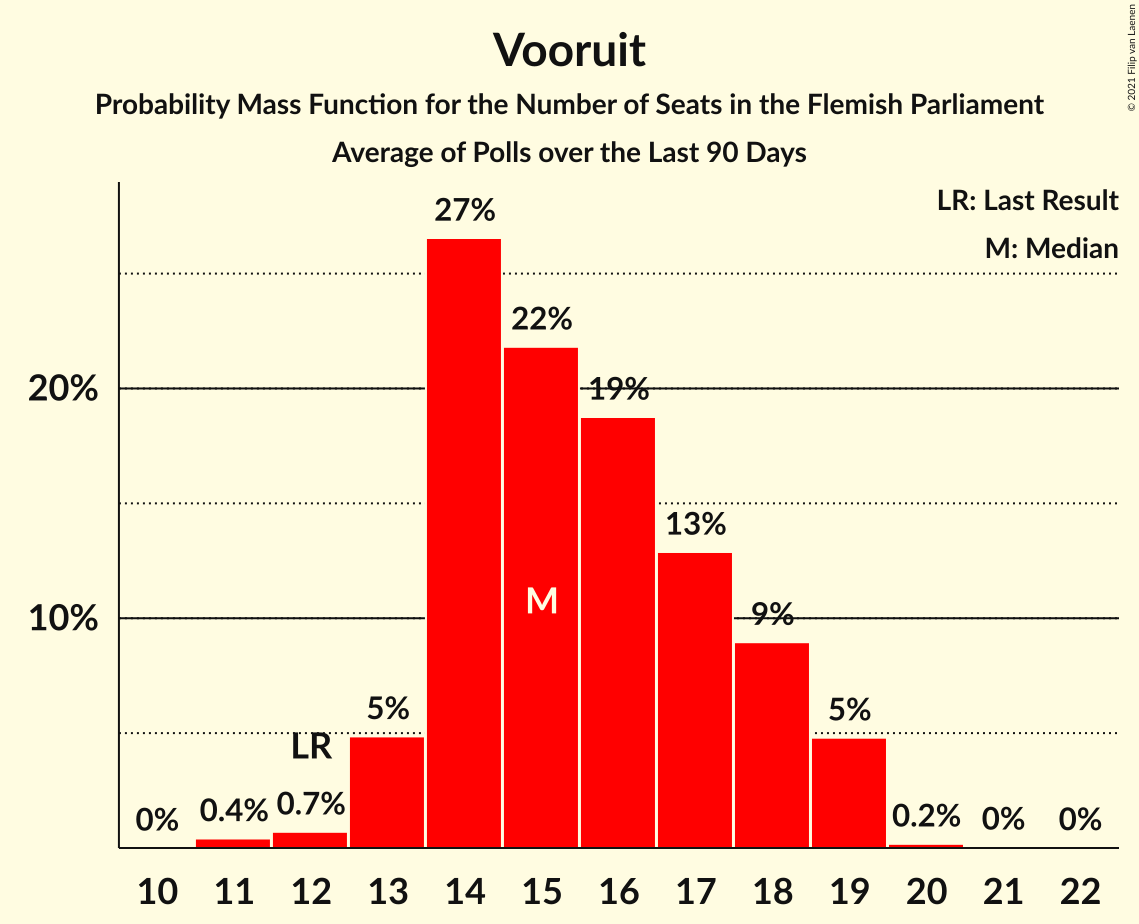 © 2021 Filip van Laenen
Vooruit
Probability Mass Function for the Number of Seats in the Flemish Parliament
Average of Polls over the Last 90 Days
LR: Last Result
M: Median
20%
10%
0%
0.4%
0.7%
LR
5%
27%
22%
M
19%
13%
9%
5%
0.2%
0%
0%
10 11 12 13 14 15 16 17 18 19 20 21 22